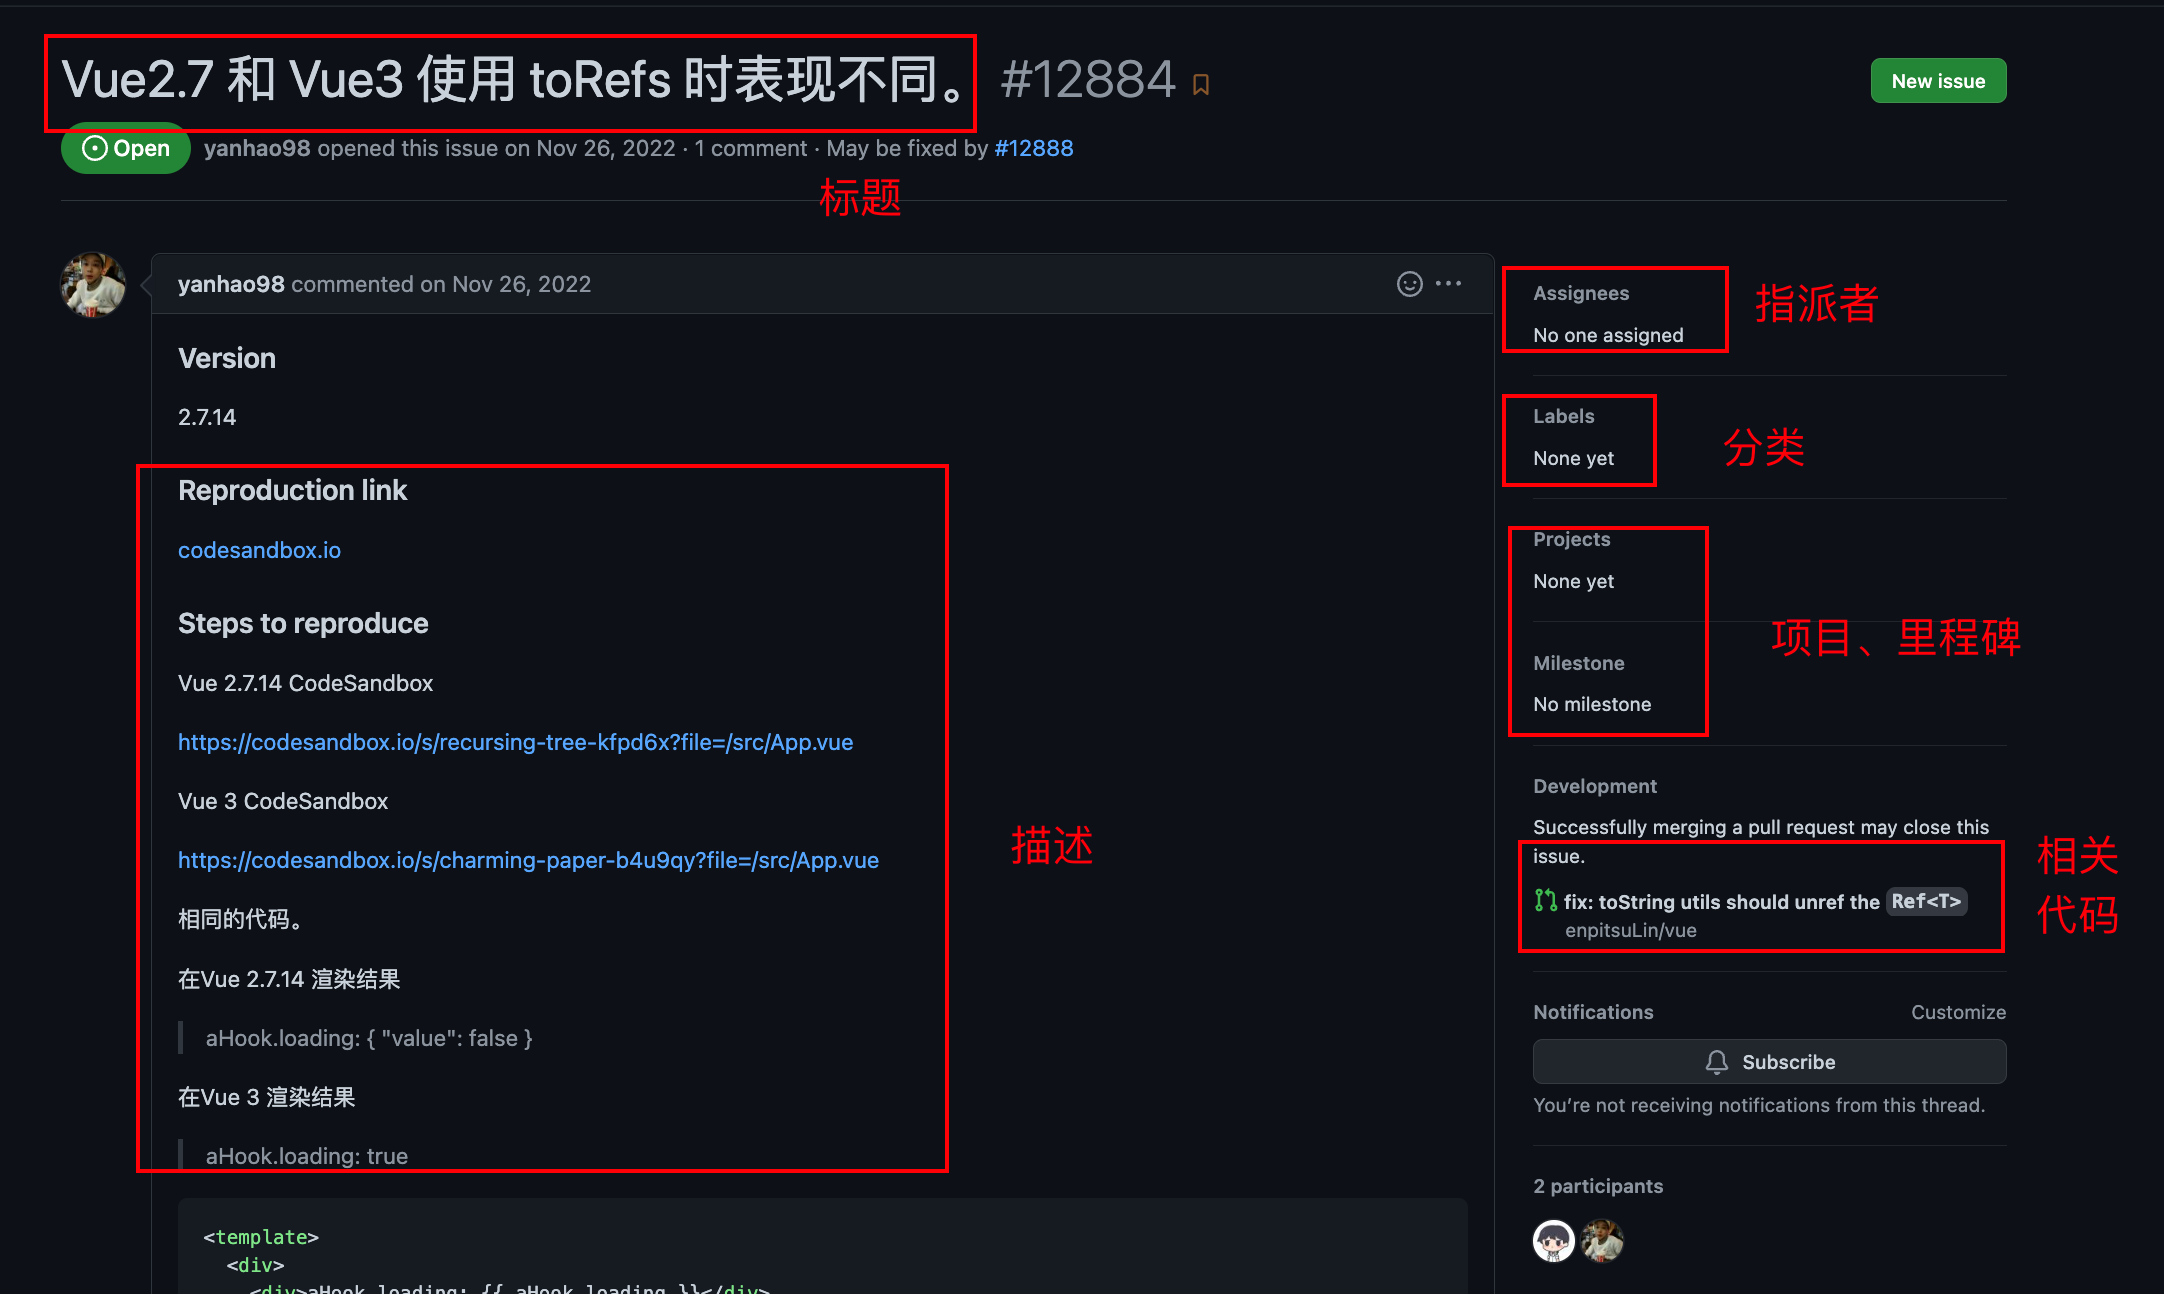 Vue2.7 和 Vue3 使用 toRefs 时表现不同。 #12884
New issue
Open yanhao98 opened this issue on Nov 26, 2022 · 1 comment · May be fixed by #12888
标题
yanhao98 commented on Nov 26, 2022
Version
2.7.14
Reproduction link
codesandbox.io
Steps to reproduce
Vue 2.7.14 CodeSandbox
https://codesandbox.io/s/recursing-tree-kfpd6x?file=/src/App.vue
Vue 3 CodeSandbox
https://codesandbox.io/s/charming-paper-b4u9qy?file=/src/App.vue
相同的代码。
在Vue 2.7.14 渲染结果
aHook.loading: { "value": false }
在Vue 3 渲染结果
aHook.loading: true
描述
<template>
<div>
<div>aHook.loading: {{ aHook.loading }}</div>
Assignees
No one assigned
指派者
Labels
None yet
分类
Projects
None yet
Milestone
No milestone
项目、里程碑
Development
Successfully merging a pull request may close this
issue.
fix: toString utils should unref the Ref<T>
enpitsuLin/vue
相关
代码
Notifications Customize
Subscribe
You’re not receiving notifications from this thread.
2 participants